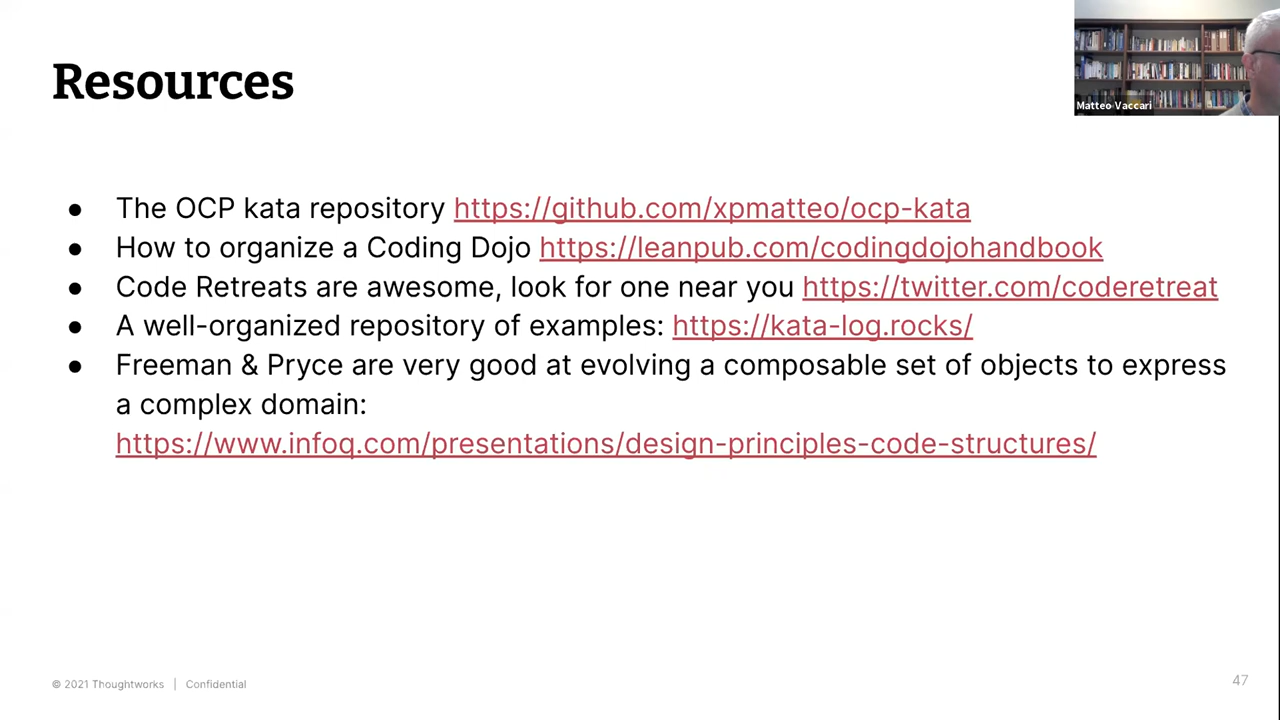 Resources
Matteo Vaccari
● The OCP kata repository https://github.com/xpmatteo/ocp-kata
● How to organize a Coding Dojo https://leanpub.com/codingdojohandbook
● Code Retreats are awesome, look for one near you https://twitter.com/coderetreat
● A well-organized repository of examples: https://kata-log.rocks/
● Freeman & Pryce are very good at evolving a composable set of objects to express
a complex domain:
https://www.infoq.com/presentations/design-principles-code-structures/
© 2021 Thoughtworks | Confidential
47